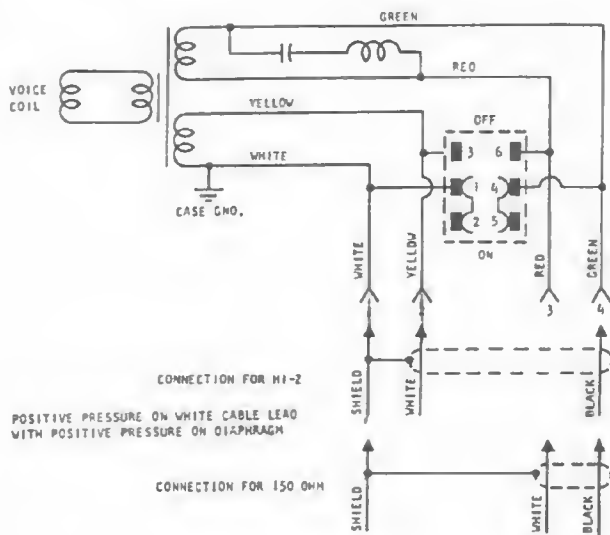 GREEN
RED
VOICE
COIL
YELLOW
OFF
3 6
WHITE
1 4
CASE GND.
2 5
ON
WHITE
YELLOW
RED
GREEN
3
4
CONNECTION FOR HI-Z
SHIELD
WHITE
BLACK
POSITIVE PRESSURE ON WHITE CABLE LEAD
WITH POSITIVE PRESSURE ON DIAPHRAGM
CONNECTION FOR 150 OHM
SHIELD
WHITE
BLACK